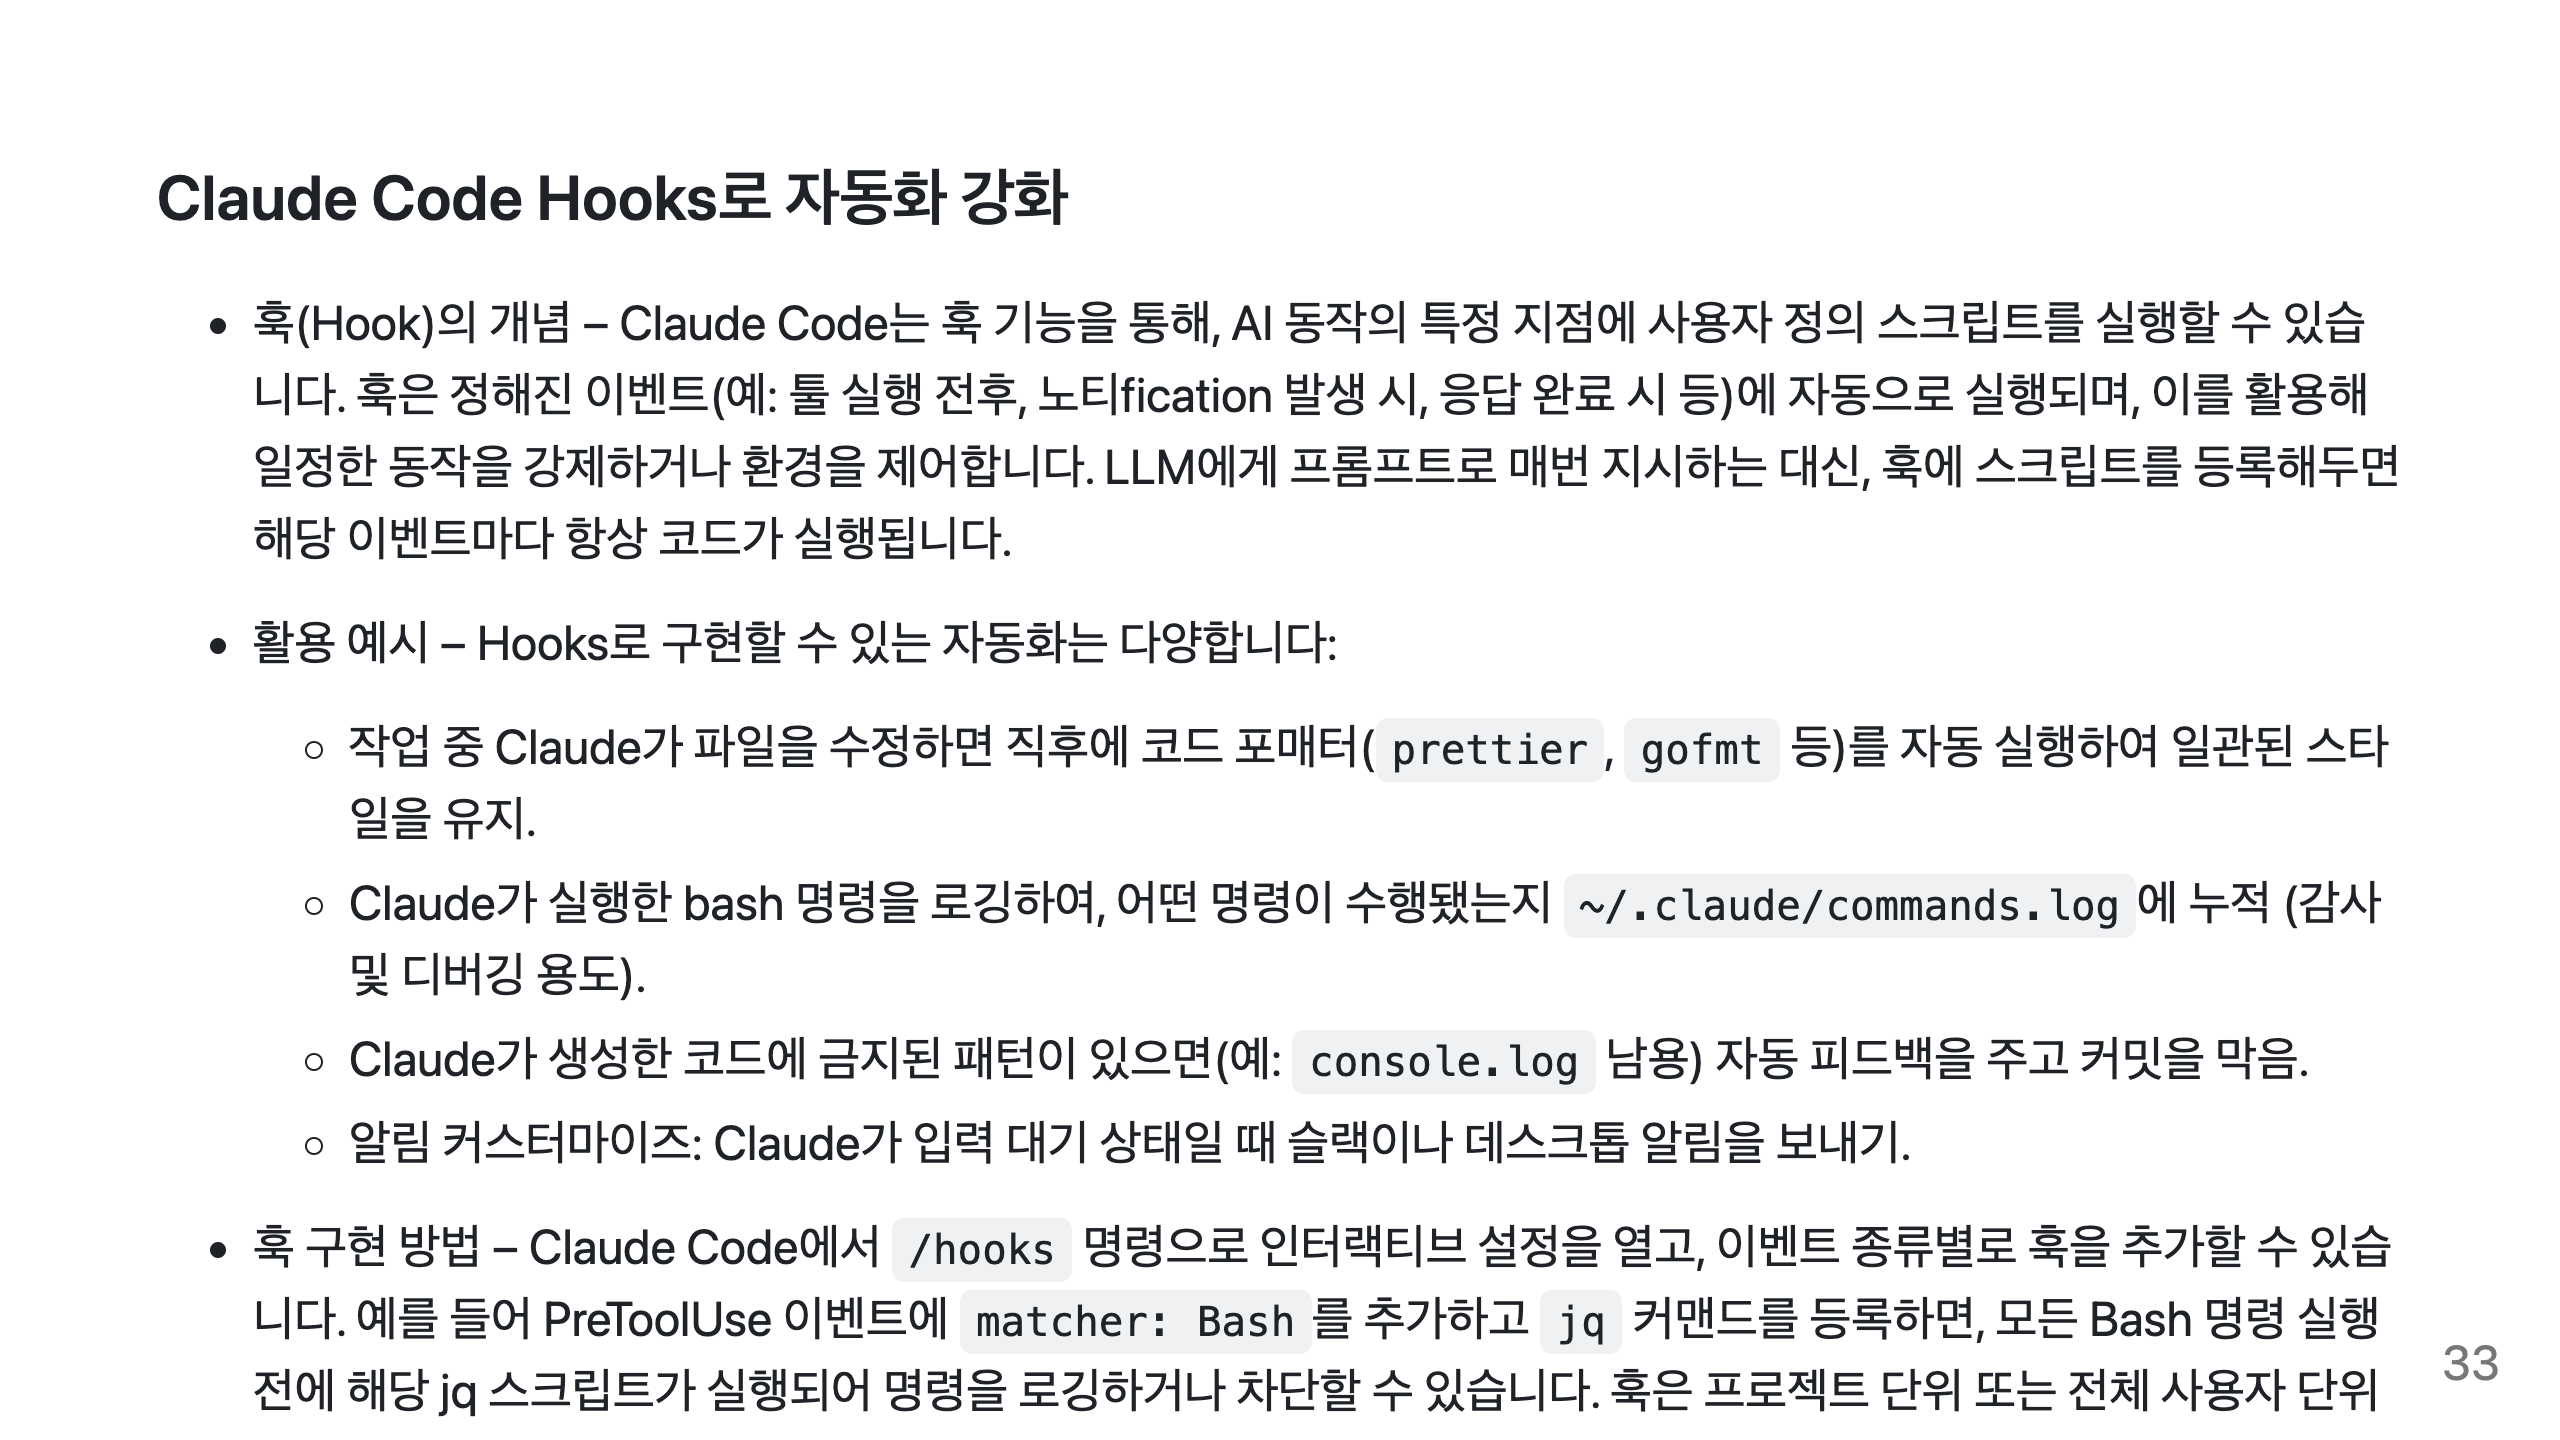 Claude Code Hooks로 자동화 강화
• 훅(Hook)의 개념 – Claude Code는 훅 기능을 통해, AI 동작의 특정 지점에 사용자 정의 스크립트를 실행할 수 있습
니다. 훅은 정해진 이벤트(예: 툴 실행 전후, 노티fication 발생 시, 응답 완료 시 등)에 자동으로 실행되며, 이를 활용해
일정한 동작을 강제하거나 환경을 제어합니다. LLM에게 프롬프트로 매번 지시하는 대신, 훅에 스크립트를 등록해두면
해당 이벤트마다 항상 코드가 실행됩니다.
• 활용 예시 – Hooks로 구현할 수 있는 자동화는 다양합니다:
○ 작업 중 Claude가 파일을 수정하면 직후에 코드 포매터( prettier , gofmt 등)를 자동 실행하여 일관된 스타
일을 유지.
○ Claude가 실행한 bash 명령을 로깅하여, 어떤 명령이 수행됐는지 ~/.claude/commands.log 에 누적 (감사
및 디버깅 용도).
○ Claude가 생성한 코드에 금지된 패턴이 있으면(예: console.log 남용) 자동 피드백을 주고 커밋을 막음.
○ 알림 커스터마이즈: Claude가 입력 대기 상태일 때 슬랙이나 데스크톱 알림을 보내기.
• 훅 구현 방법 – Claude Code에서 /hooks 명령으로 인터랙티브 설정을 열고, 이벤트 종류별로 훅을 추가할 수 있습
니다. 예를 들어 PreToolUse 이벤트에 matcher: Bash 를 추가하고 jq 커맨드를 등록하면, 모든 Bash 명령 실행
전에 해당 jq 스크립트가 실행되어 명령을 로깅하거나 차단할 수 있습니다. 훅은 프로젝트 단위 또는 전체 사용자 단위
33